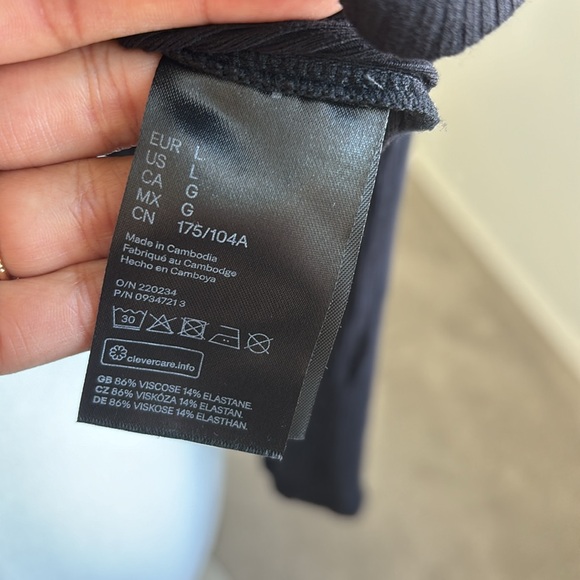 EUR L
US L
CA G
MX G
CN 175/104A
Made in Cambodia
Fabriqué au Cambodge
Hecho en Camboya
O/N 220234
P/N 0934721 3
30
clevercare.info
GB 86% VISCOSE 14% ELASTANE.
CZ 86% VISKÓZA 14% ELASTAN.
DE 86% VISKOSE 14% ELASTHAN.